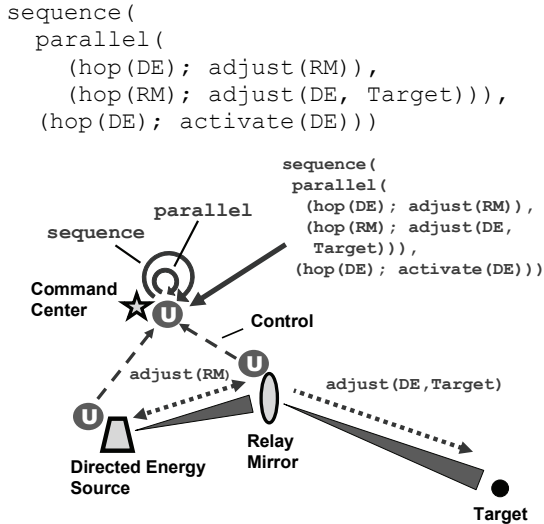 sequence(
  parallel(
    (hop(DE); adjust(RM)),
    (hop(RM); adjust(DE, Target))),
  (hop(DE); activate(DE)))
sequence(
parallel(
(hop(DE); adjust(RM)),
(hop(RM); adjust(DE,
Target))),
(hop(DE); activate(DE)))
parallel
sequence
Command
Center
U
Control
U
adjust(RM)
adjust(DE,Target)
U
Relay
Mirror
Directed Energy
Source
Target